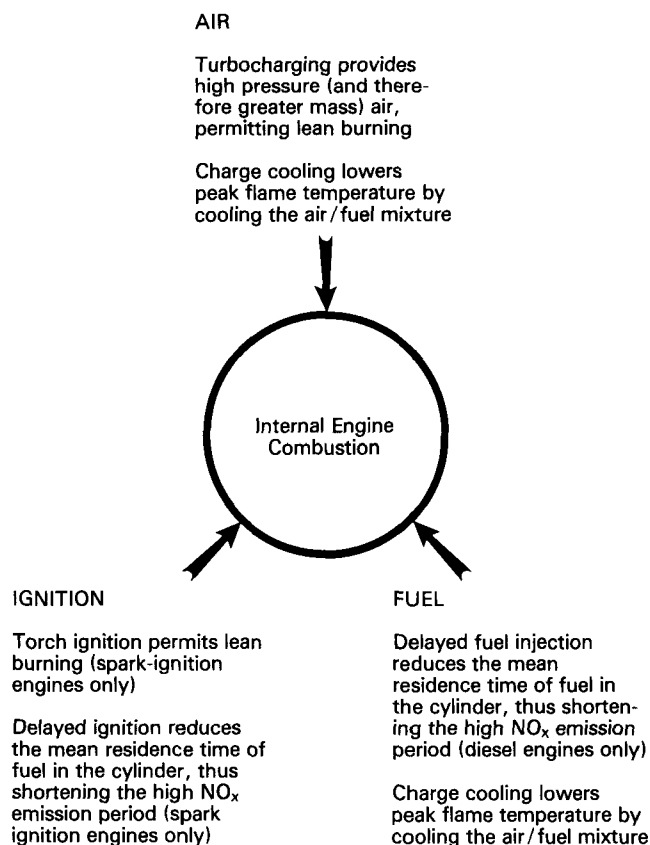 AIR
Turbocharging provides
high pressure (and there-
fore greater mass) air,
permitting lean burning
Charge cooling lowers
peak flame temperature by
cooling the air/fuel mixture
Internal Engine
Combustion
IGNITION
Torch ignition permits lean
burning (spark-ignition
engines only)
Delayed ignition reduces
the mean residence time of
fuel in the cylinder, thus
shortening the high NOx
emission period (spark
ignition engines only)
FUEL
Delayed fuel injection
reduces the mean
residence time of fuel in
the cylinder, thus shorten-
ing the high NOx emission
period (diesel engines only)
Charge cooling lowers
peak flame temperature by
cooling the air/fuel mixture